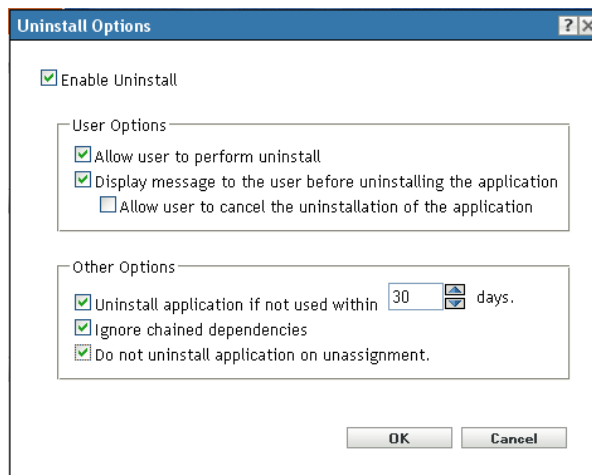 Uninstall Options
Enable Uninstall
User Options
Allow user to perform uninstall
Display message to the user before uninstalling the application
Allow user to cancel the uninstallation of the application
Other Options
Uninstall application if not used within 30 days.
Ignore chained dependencies
Do not uninstall application on unassignment.
OK Cancel